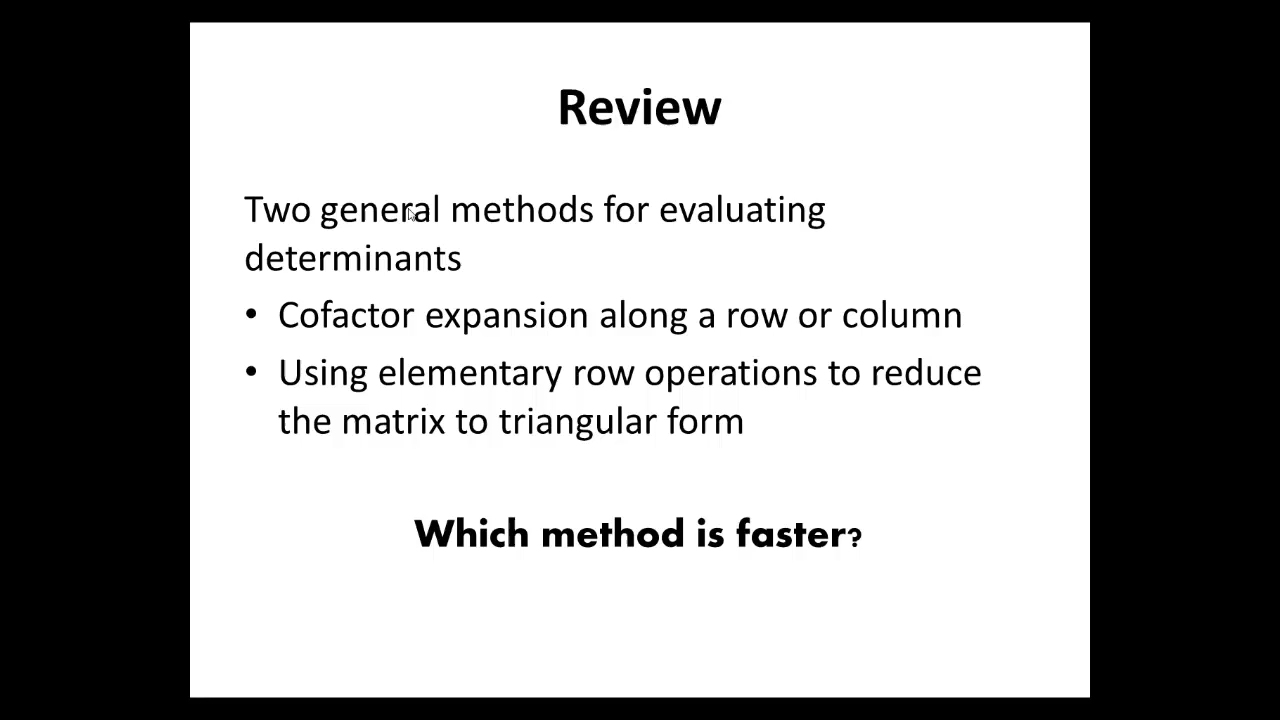 Review
Two general methods for evaluating
determinants
• Cofactor expansion along a row or column
• Using elementary row operations to reduce
the matrix to triangular form
Which method is faster?